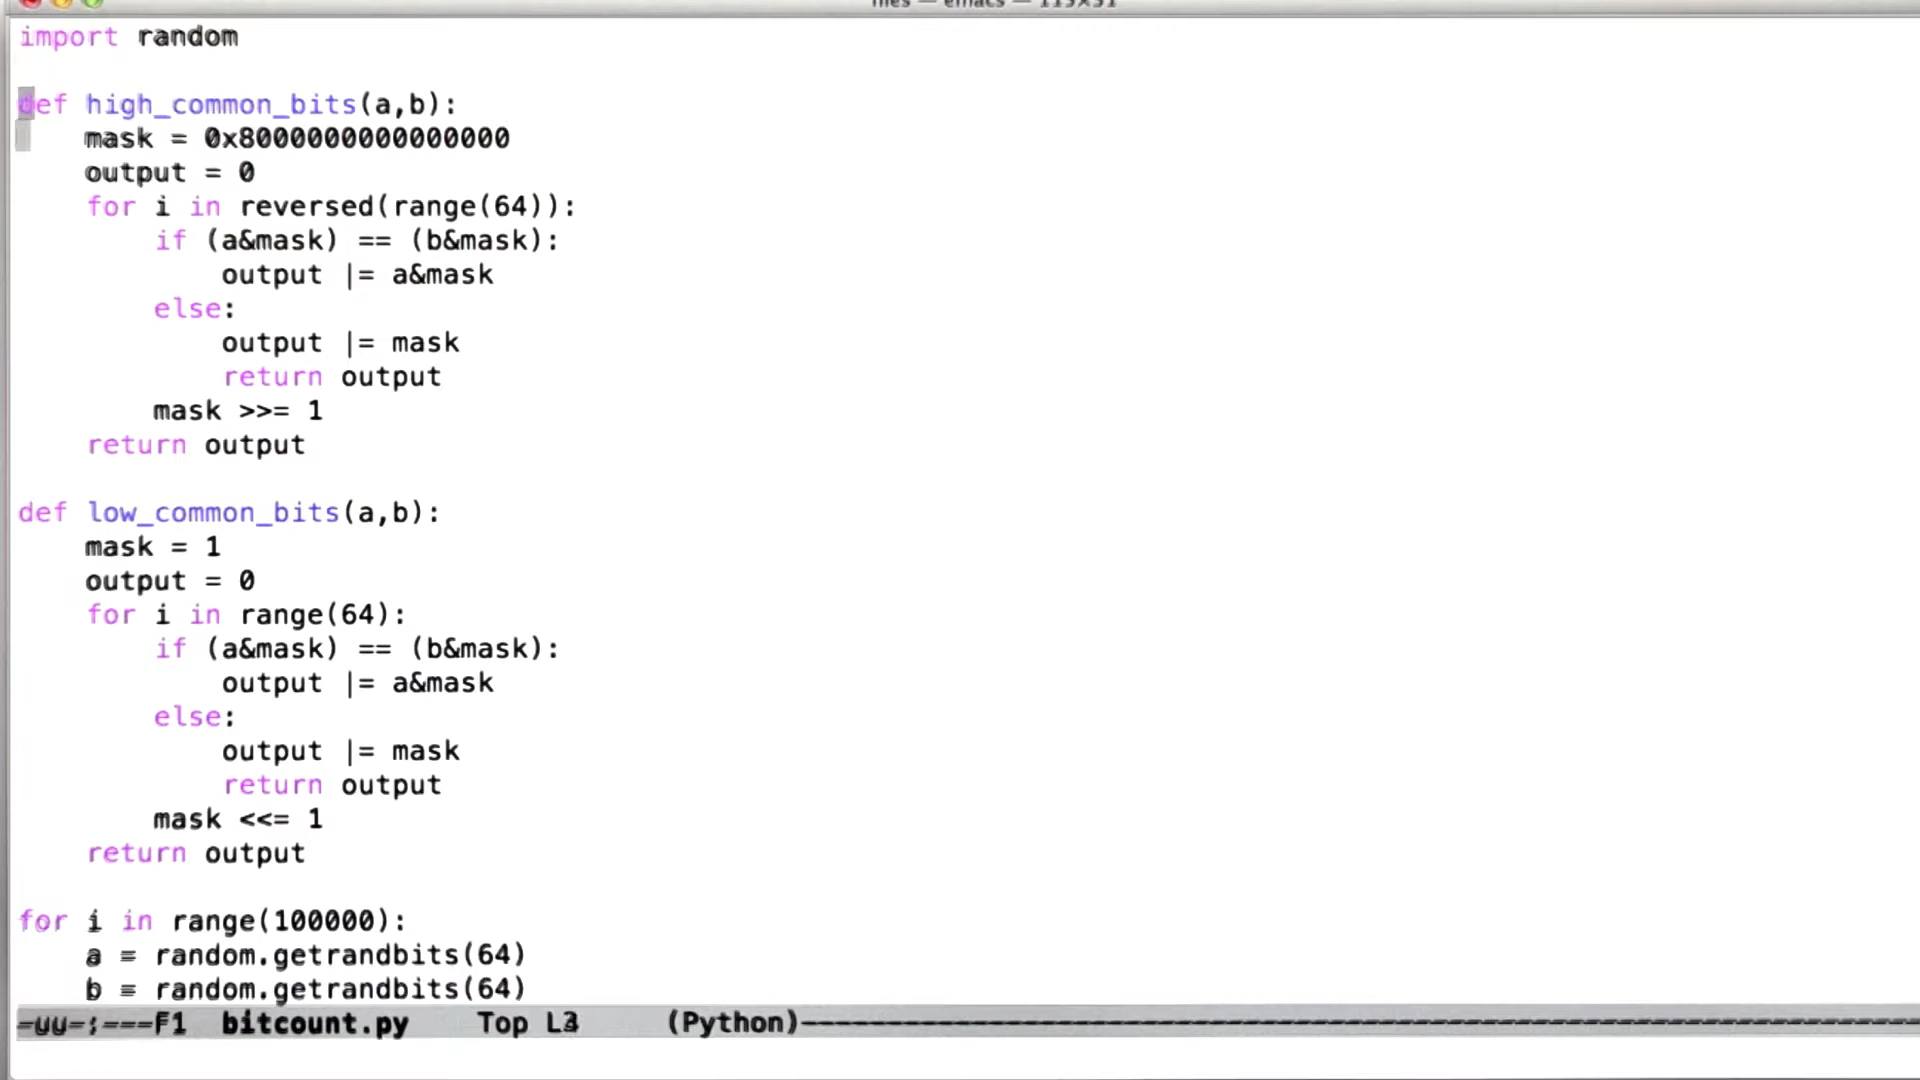 import random

def high_common_bits(a,b):
    mask = 0x8000000000000000
    output = 0
    for i in reversed(range(64)):
        if (a&mask) == (b&mask):
            output |= a&mask
        else:
            output |= mask
            return output
        mask >>= 1
    return output

def low_common_bits(a,b):
    mask = 1
    output = 0
    for i in range(64):
        if (a&mask) == (b&mask):
            output |= a&mask
        else:
            output |= mask
            return output
        mask <<= 1
    return output

for i in range(100000):
    a = random.getrandbits(64)
    b = random.getrandbits(64)
-uu-:---F1  bitcount.py    Top L3     (Python)